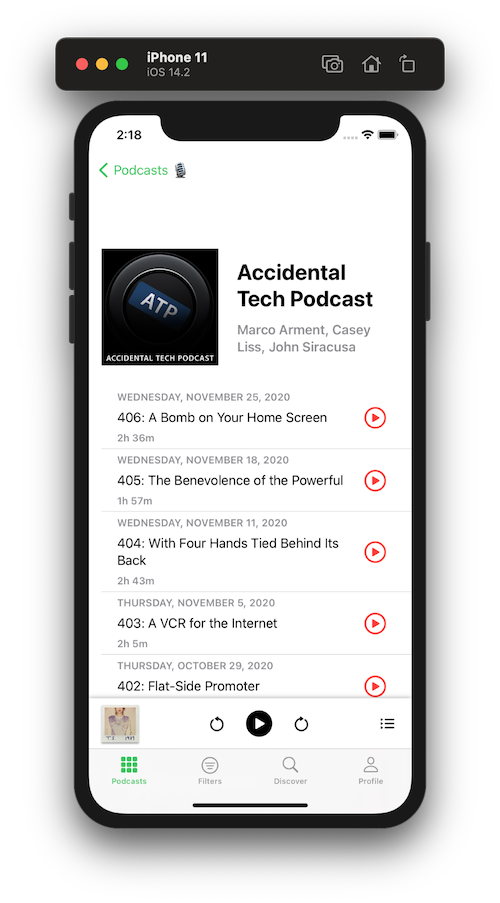 iPhone 11
iOS 14.2
2:18
Podcasts 🎙
ATP
ACCIDENTAL TECH PODCAST
Accidental
Tech Podcast
Marco Arment, Casey
Liss, John Siracusa
WEDNESDAY, NOVEMBER 25, 2020
406: A Bomb on Your Home Screen
2h 36m
WEDNESDAY, NOVEMBER 18, 2020
405: The Benevolence of the Powerful
1h 57m
WEDNESDAY, NOVEMBER 11, 2020
404: With Four Hands Tied Behind Its
Back
2h 43m
THURSDAY, NOVEMBER 5, 2020
403: A VCR for the Internet
2h 5m
THURSDAY, OCTOBER 29, 2020
402: Flat-Side Promoter
Podcasts
Filters
Discover
Profile